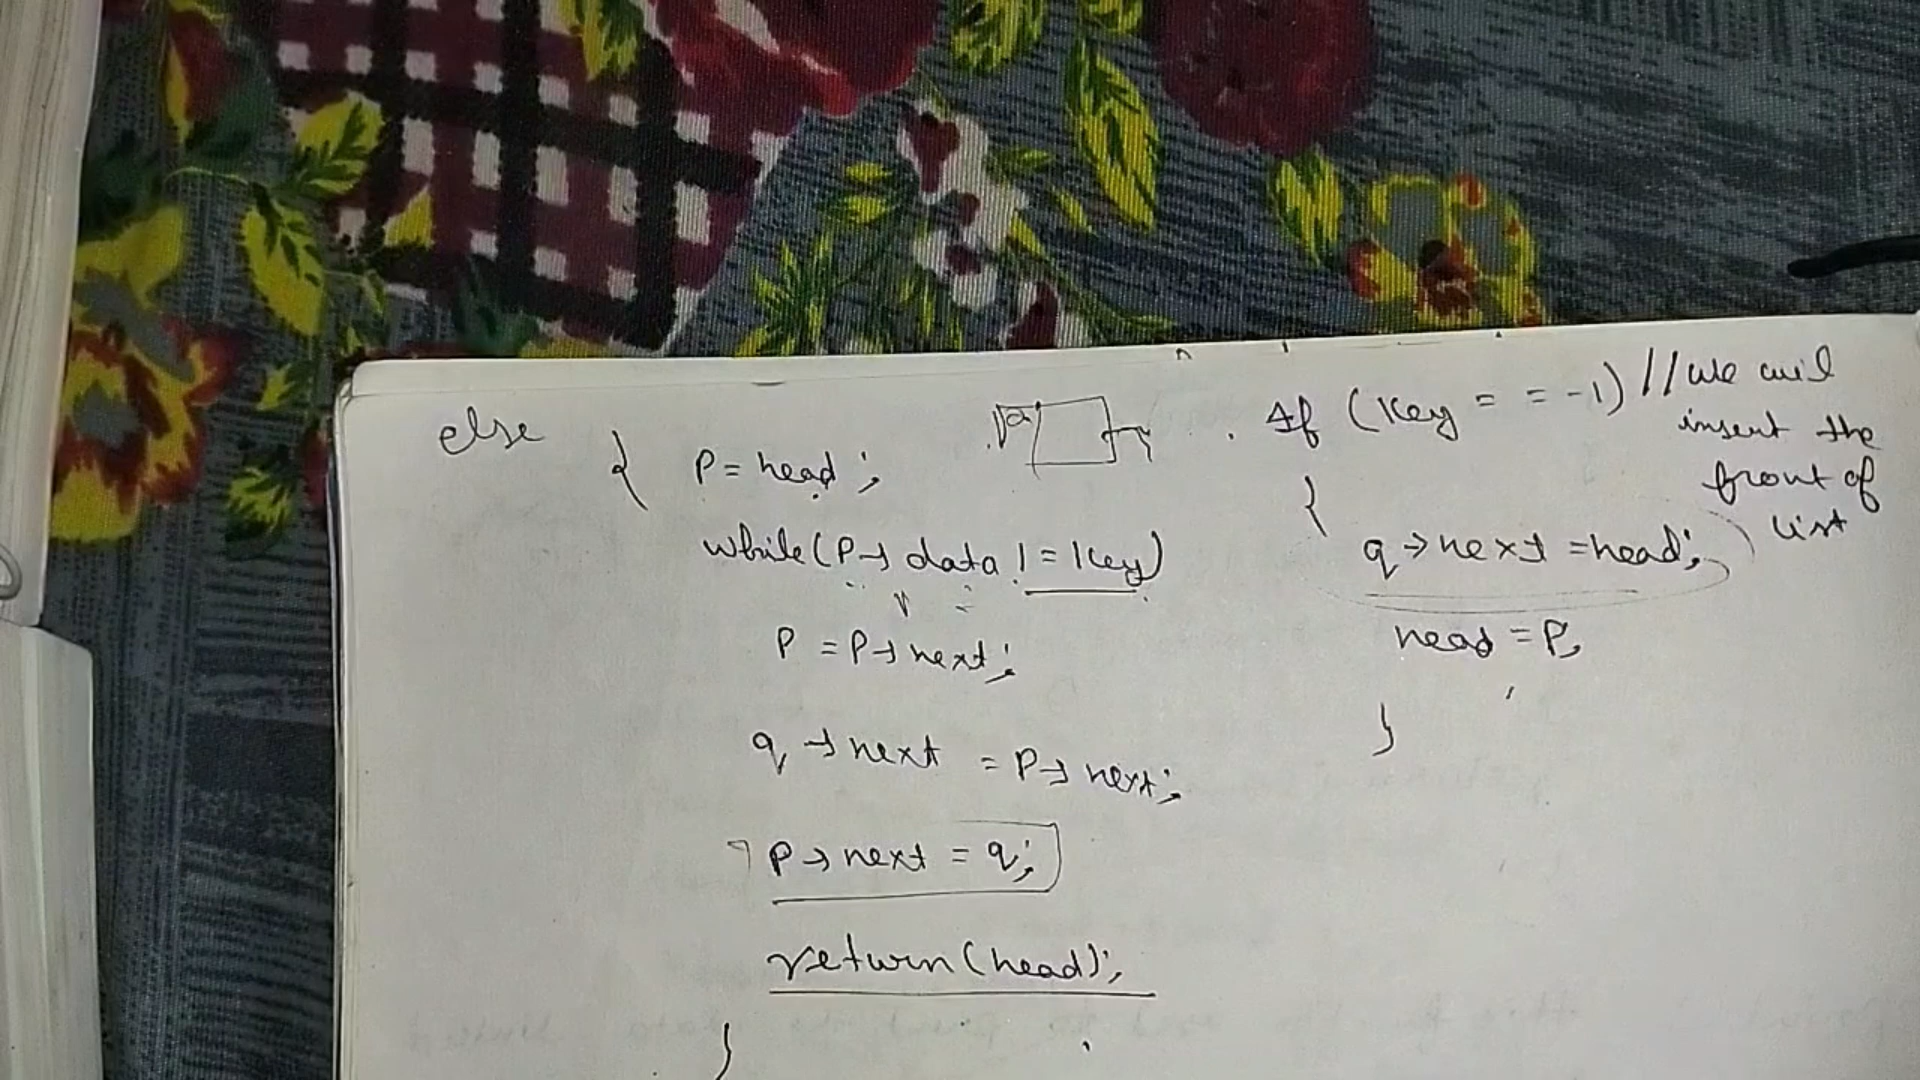 If (Key = = -1) // we will
insert the
front of
list
{
q→next = head;
head = P;
}
else
{ P = head;
while(P→data != Key)
P = P→next;
q→next = P→next;
P→next = q;
return(head);
}